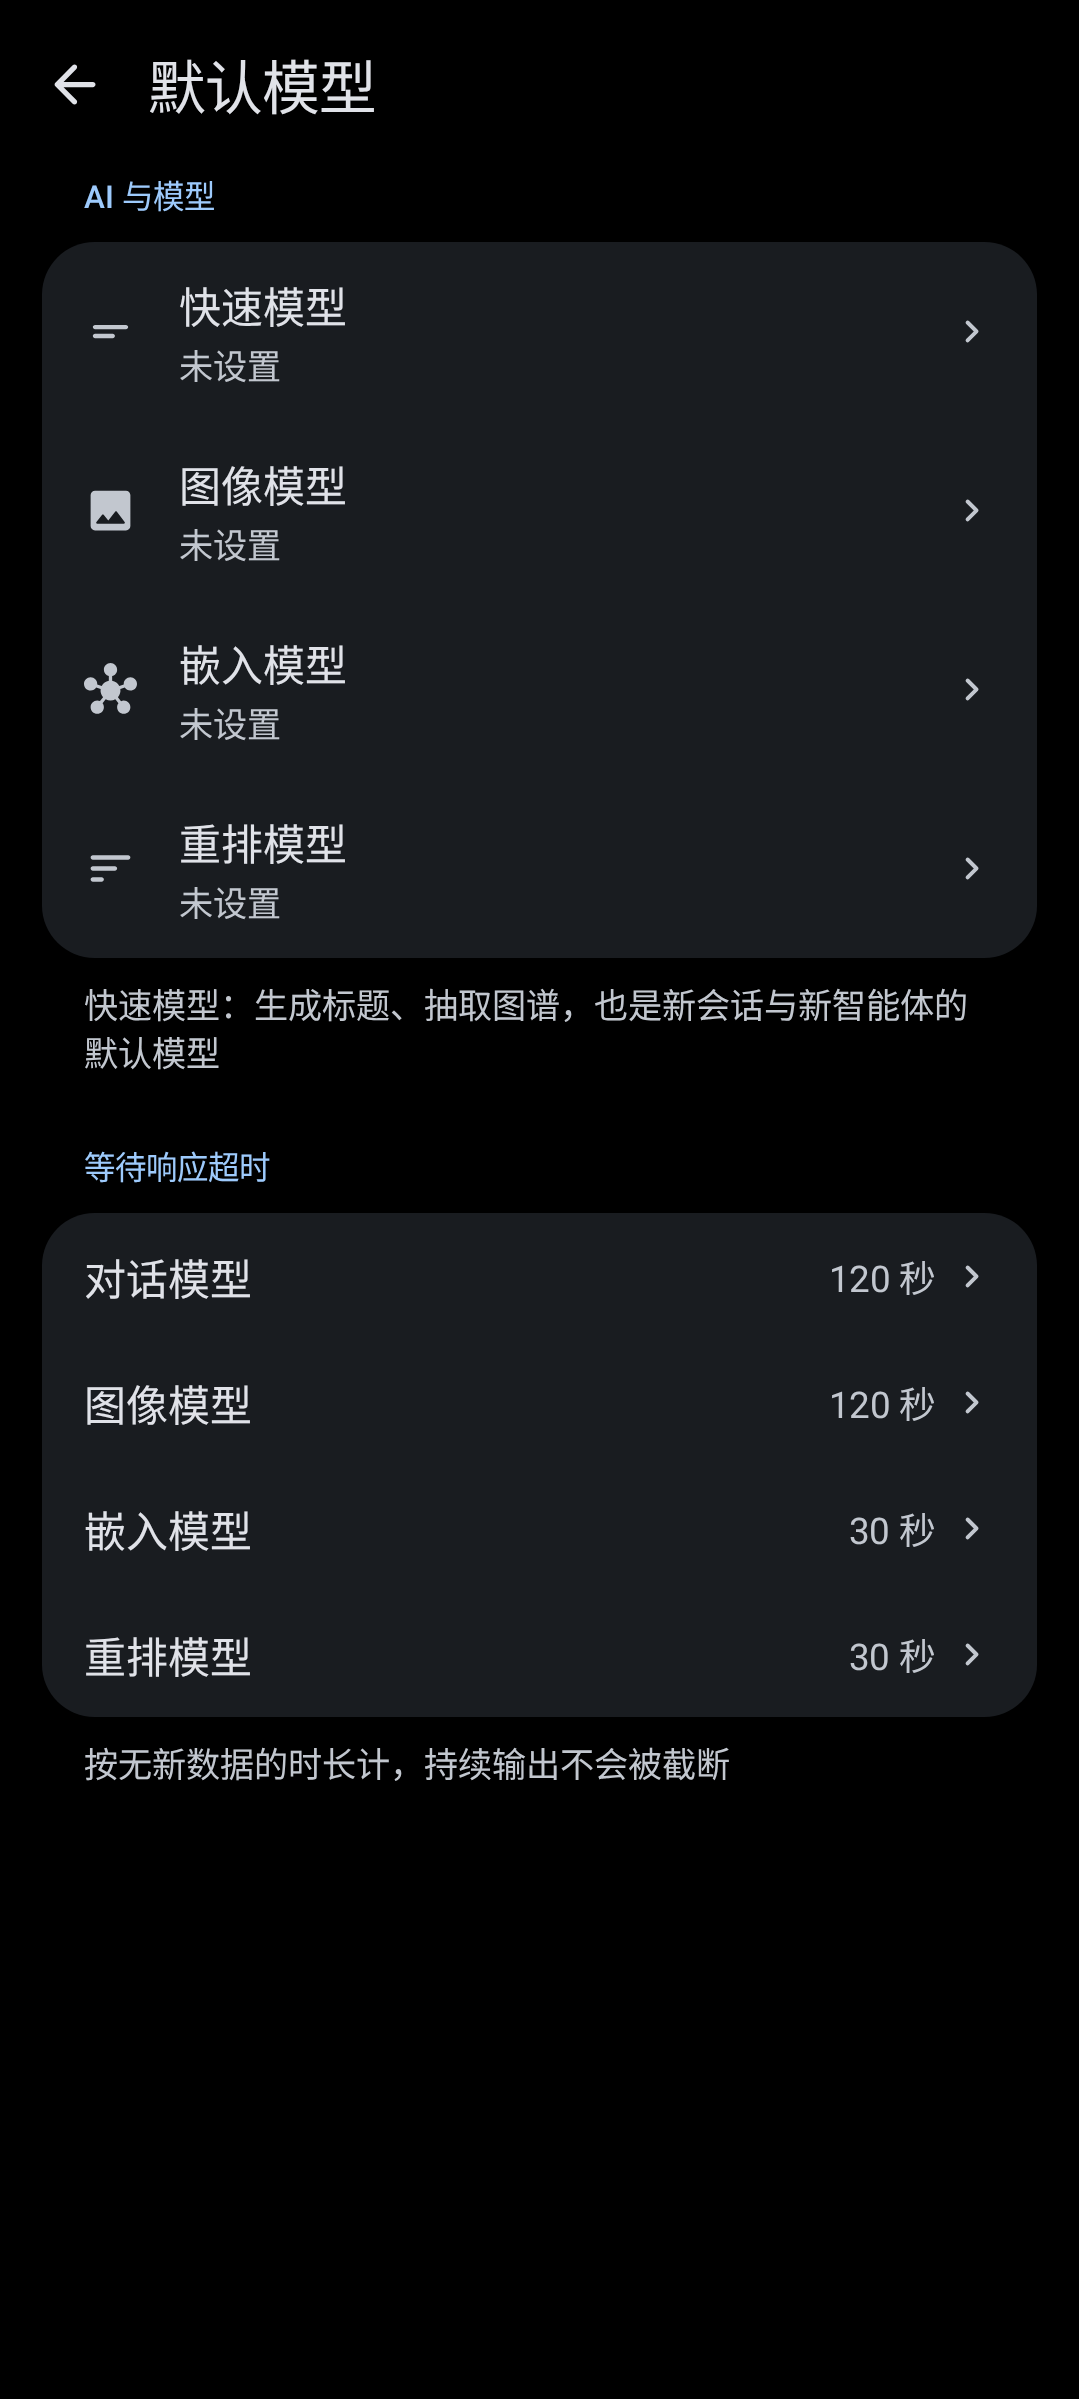 默认模型
AI 与模型
快速模型
未设置
图像模型
未设置
嵌入模型
未设置
重排模型
未设置
快速模型：生成标题、抽取图谱，也是新会话与新智能体的
默认模型
等待响应超时
对话模型 120 秒
图像模型 120 秒
嵌入模型 30 秒
重排模型 30 秒
按无新数据的时长计，持续输出不会被截断